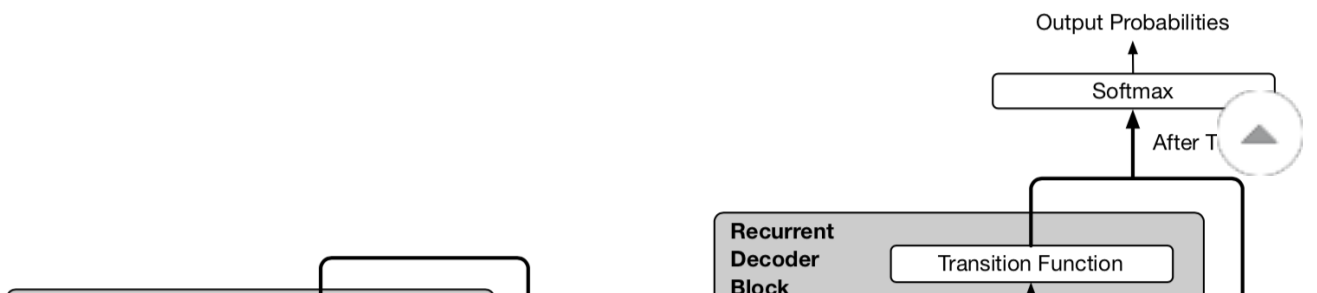 Output Probabilities
Softmax
After
Recurrent
Decoder
Block
Transition Function